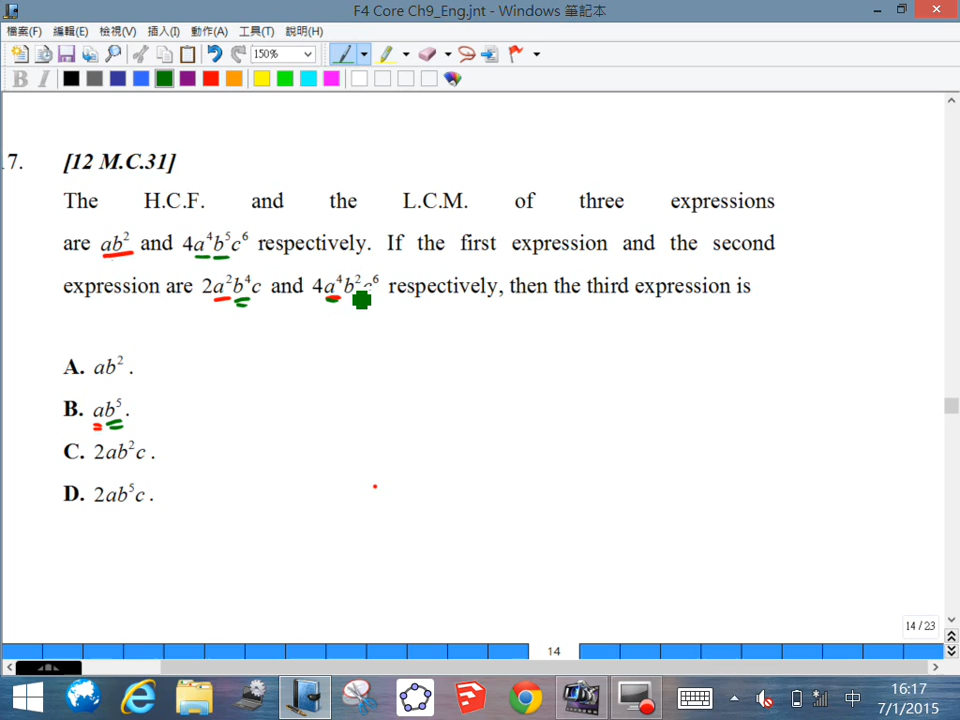 F4 Core Ch9_Eng.jnt - Windows 筆記本
檔案(F) 編輯(E) 檢視(V) 插入(I) 動作(A) 工具(T) 說明(H)
150%
B I
17. [12 M.C.31]
The H.C.F. and the L.C.M. of three expressions
are ab² and 4a⁴b⁵c⁶ respectively. If the first expression and the second
expression are 2a²b⁴c and 4a⁴b²c⁶ respectively, then the third expression is
A. ab² .
B. ab⁵ .
C. 2ab²c .
D. 2ab⁵c .
14 / 23
14
中
16:17
7/1/2015